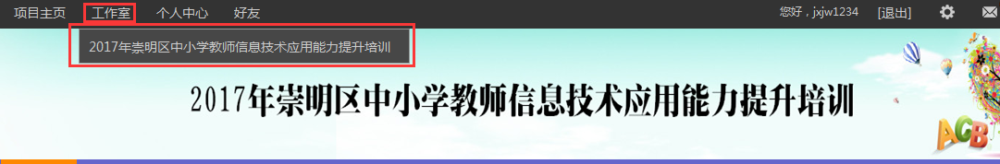 项目主页 工作室 个人中心 好友 您好，jxjw1234 [退出]
2017年崇明区中小学教师信息技术应用能力提升培训
2017年崇明区中小学教师信息技术应用能力提升培训
ACB